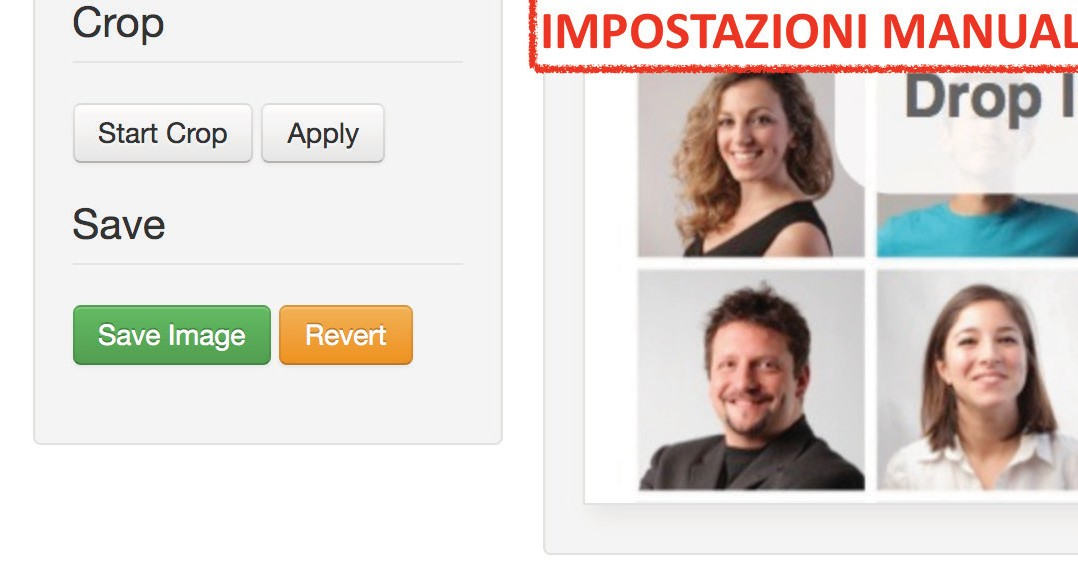 Crop
Start Crop
Apply
Save
Save Image
Revert
IMPOSTAZIONI MANUAL
Drop